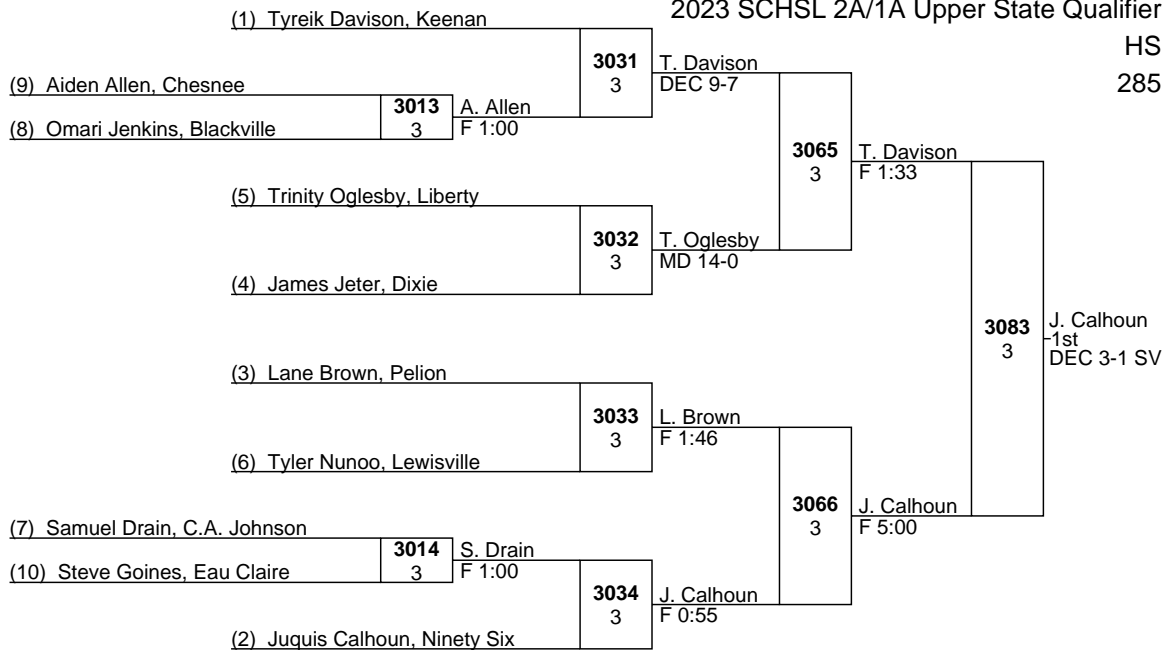 2023 SCHSL 2A/1A Upper State Qualifier
HS
285
(1) Tyreik Davison, Keenan
3031
3
T. Davison
DEC 9-7
(9) Aiden Allen, Chesnee
3013
3
A. Allen
F 1:00
(8) Omari Jenkins, Blackville
3065
3
T. Davison
F 1:33
(5) Trinity Oglesby, Liberty
3032
3
T. Oglesby
MD 14-0
(4) James Jeter, Dixie
3083
3
J. Calhoun
1st
DEC 3-1 SV
(3) Lane Brown, Pelion
3033
3
L. Brown
F 1:46
(6) Tyler Nunoo, Lewisville
3066
3
J. Calhoun
F 5:00
(7) Samuel Drain, C.A. Johnson
3014
3
S. Drain
F 1:00
(10) Steve Goines, Eau Claire
3034
3
J. Calhoun
F 0:55
(2) Juquis Calhoun, Ninety Six